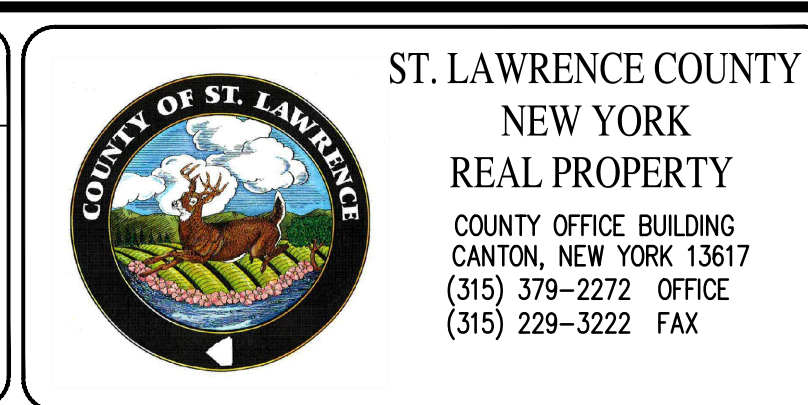 COUNTY OF ST. LAWRENCE
ST. LAWRENCE COUNTY
NEW YORK
REAL PROPERTY
COUNTY OFFICE BUILDING
CANTON, NEW YORK 13617
(315) 379-2272 OFFICE
(315) 229-3222 FAX